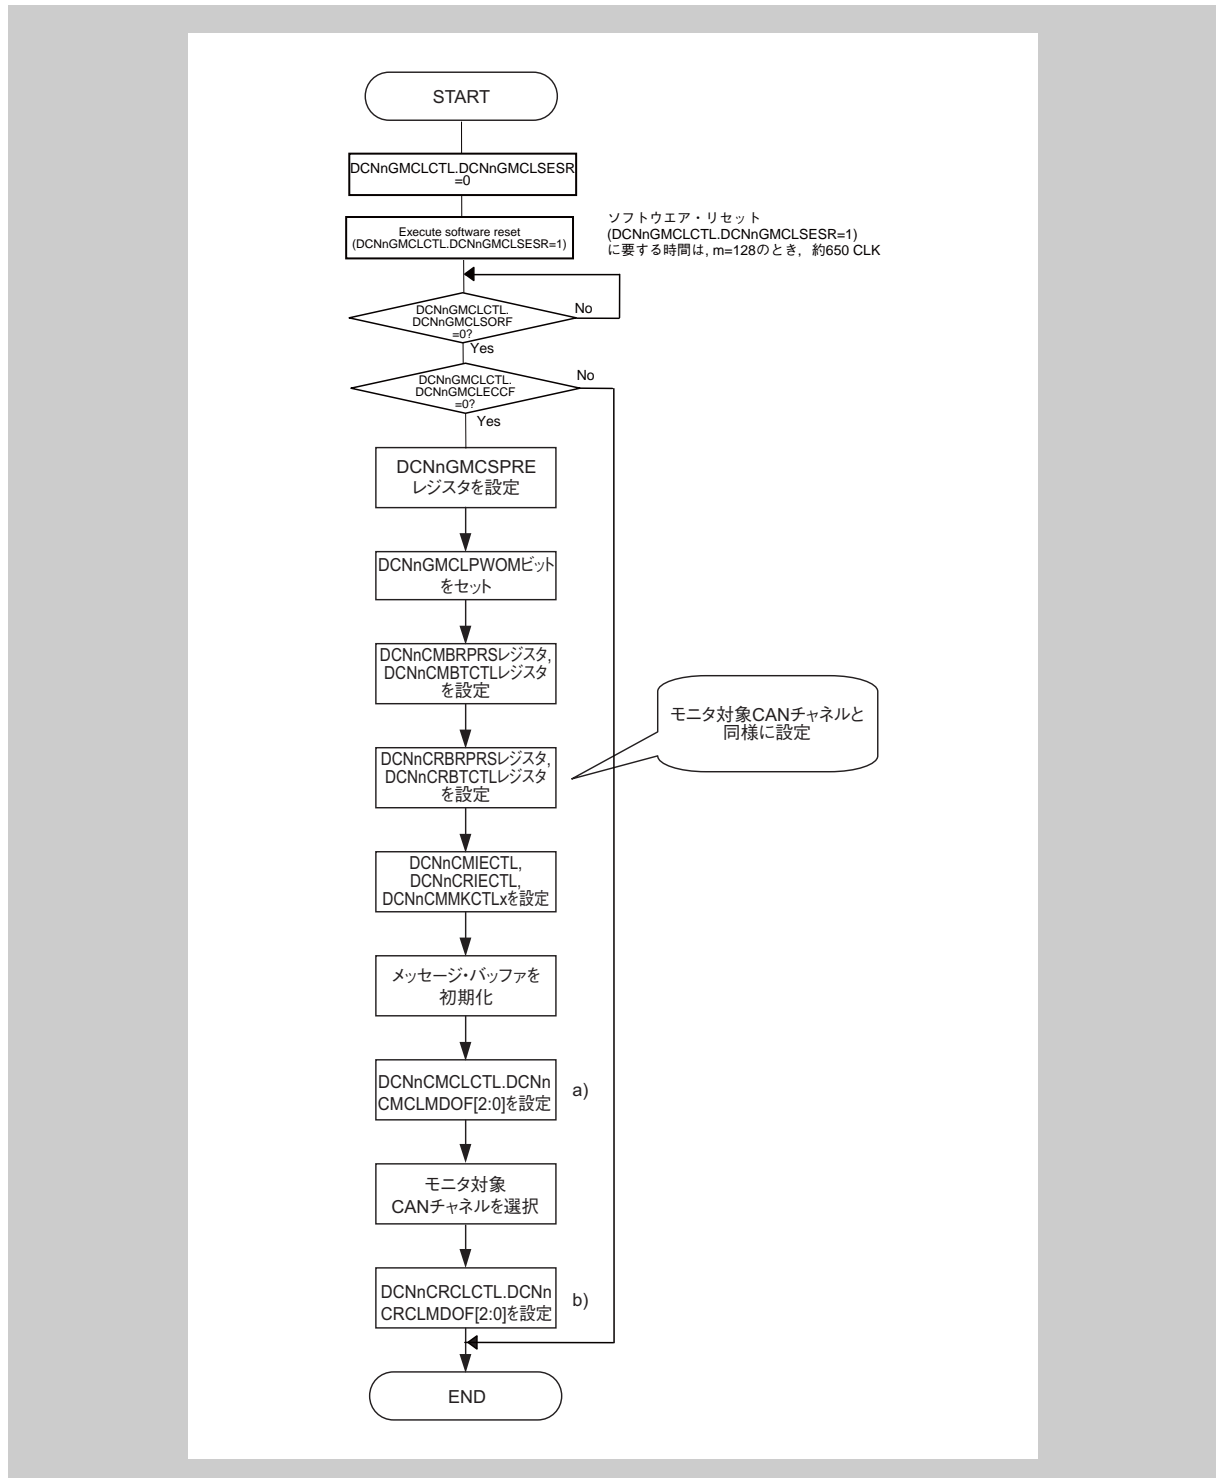 START
DCNnGMCLCTL.DCNnGMCLSESR
=0
Execute software reset
(DCNnGMCLCTL.DCNnGMCLSESR=1)
ソフトウエア・リセット
(DCNnGMCLCTL.DCNnGMCLSESR=1)
に要する時間は, m=128のとき, 約650 CLK
DCNnGMCLCTL.
DCNnGMCLSORF
=0?
No
Yes
DCNnGMCLCTL.
DCNnGMCLECCF
=0?
No
Yes
DCNnGMCSPRE
レジスタを設定
DCNnGMCLPWOMビット
をセット
DCNnCMBRPRSレジスタ,
DCNnCMBTCTLレジスタ
を設定
モニタ対象CANチャネルと
同様に設定
DCNnCRBRPRSレジスタ,
DCNnCRBTCTLレジスタ
を設定
DCNnCMIECTL,
DCNnCRIECTL,
DCNnCMMKCTLxを設定
メッセージ・バッファを
初期化
DCNnCMCLCTL.DCNn
CMCLMDOF[2:0]を設定
a)
モニタ対象
CANチャネルを選択
DCNnCRCLCTL.DCNn
CRCLMDOF[2:0]を設定
b)
END